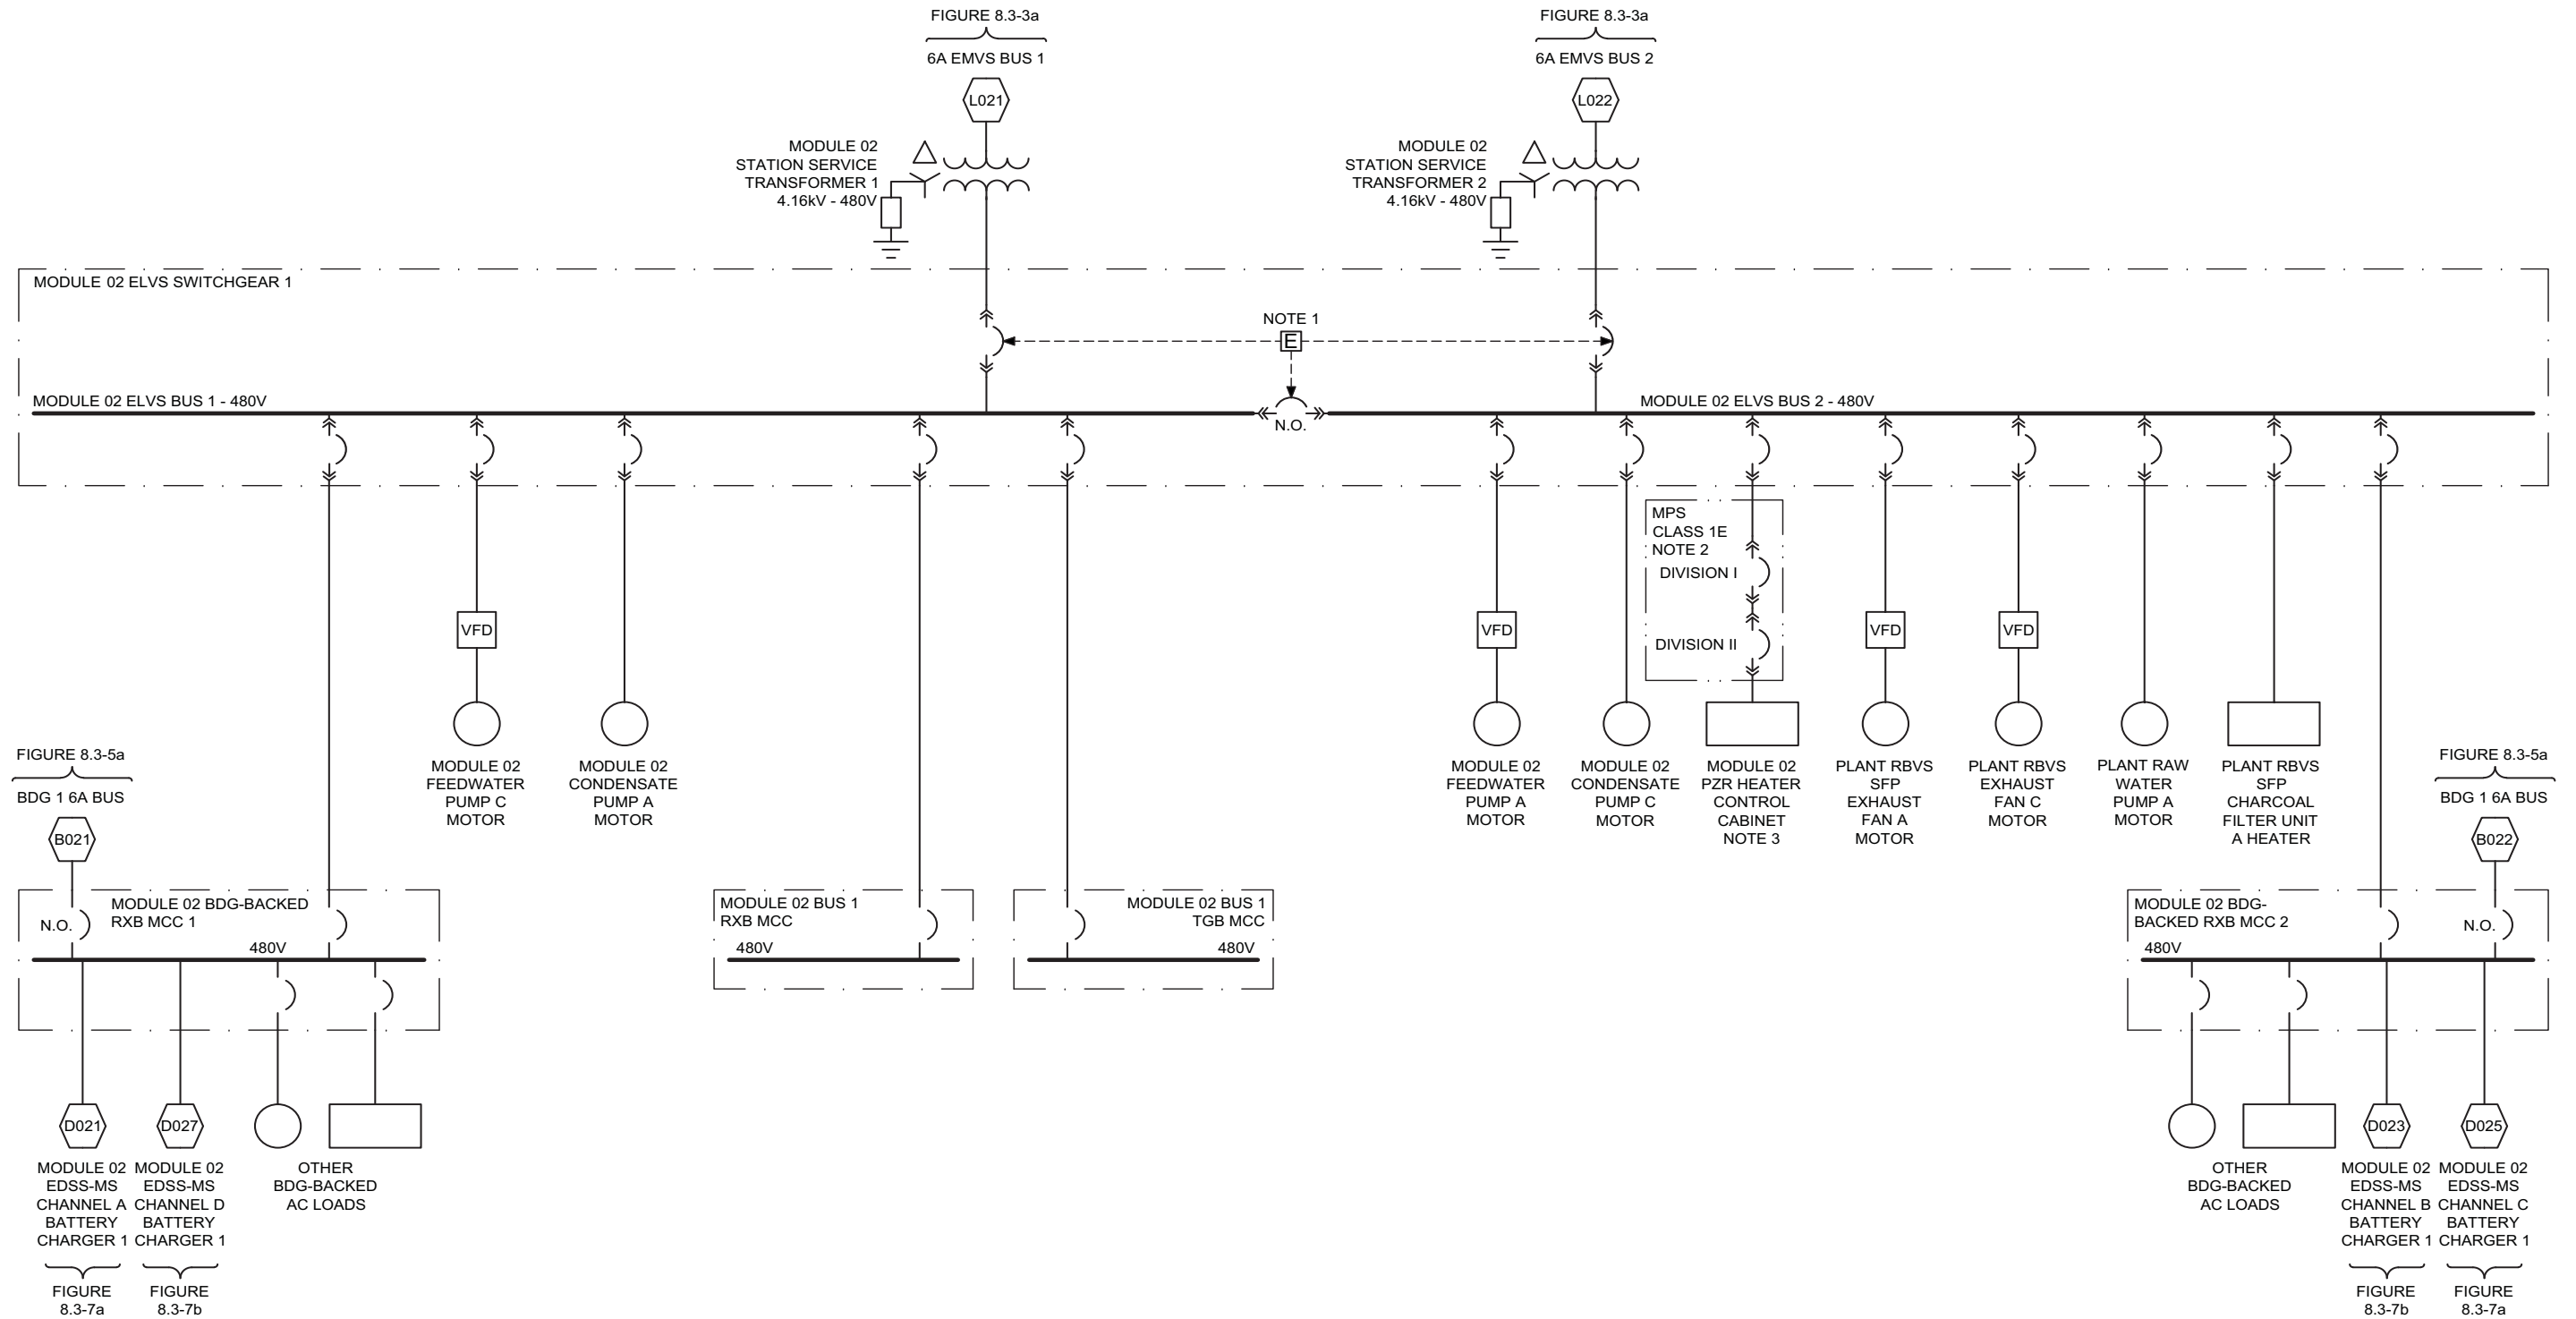 FIGURE 8.3-3a
6A EMVS BUS 1
L021
MODULE 02
STATION SERVICE
TRANSFORMER 1
4.16kV - 480V
FIGURE 8.3-3a
6A EMVS BUS 2
L022
MODULE 02
STATION SERVICE
TRANSFORMER 2
4.16kV - 480V
MODULE 02 ELVS SWITCHGEAR 1
NOTE 1
E
MODULE 02 ELVS BUS 1 - 480V
N.O.
MODULE 02 ELVS BUS 2 - 480V
MPS
CLASS 1E
NOTE 2
DIVISION I
DIVISION II
VFD
VFD
VFD
VFD
MODULE 02
FEEDWATER
PUMP C
MOTOR
MODULE 02
CONDENSATE
PUMP A
MOTOR
MODULE 02
FEEDWATER
PUMP A
MOTOR
MODULE 02
CONDENSATE
PUMP C
MOTOR
MODULE 02
PZR HEATER
CONTROL
CABINET
NOTE 3
PLANT RBVS
SFP
EXHAUST
FAN A
MOTOR
PLANT RBVS
EXHAUST
FAN C
MOTOR
PLANT RAW
WATER
PUMP A
MOTOR
PLANT RBVS
SFP
CHARCOAL
FILTER UNIT
A HEATER
FIGURE 8.3-5a
BDG 1 6A BUS
B021
N.O.
MODULE 02 BDG-BACKED
RXB MCC 1
480V
MODULE 02 BUS 1
RXB MCC
480V
MODULE 02 BUS 1
TGB MCC
480V
FIGURE 8.3-5a
BDG 1 6A BUS
B022
MODULE 02 BDG-
BACKED RXB MCC 2
N.O.
480V
D021
MODULE 02
EDSS-MS
CHANNEL A
BATTERY
CHARGER 1
FIGURE
8.3-7a
D027
MODULE 02
EDSS-MS
CHANNEL D
BATTERY
CHARGER 1
FIGURE
8.3-7b
OTHER
BDG-BACKED
AC LOADS
OTHER
BDG-BACKED
AC LOADS
D023
MODULE 02
EDSS-MS
CHANNEL B
BATTERY
CHARGER 1
FIGURE
8.3-7b
D025
MODULE 02
EDSS-MS
CHANNEL C
BATTERY
CHARGER 1
FIGURE
8.3-7a